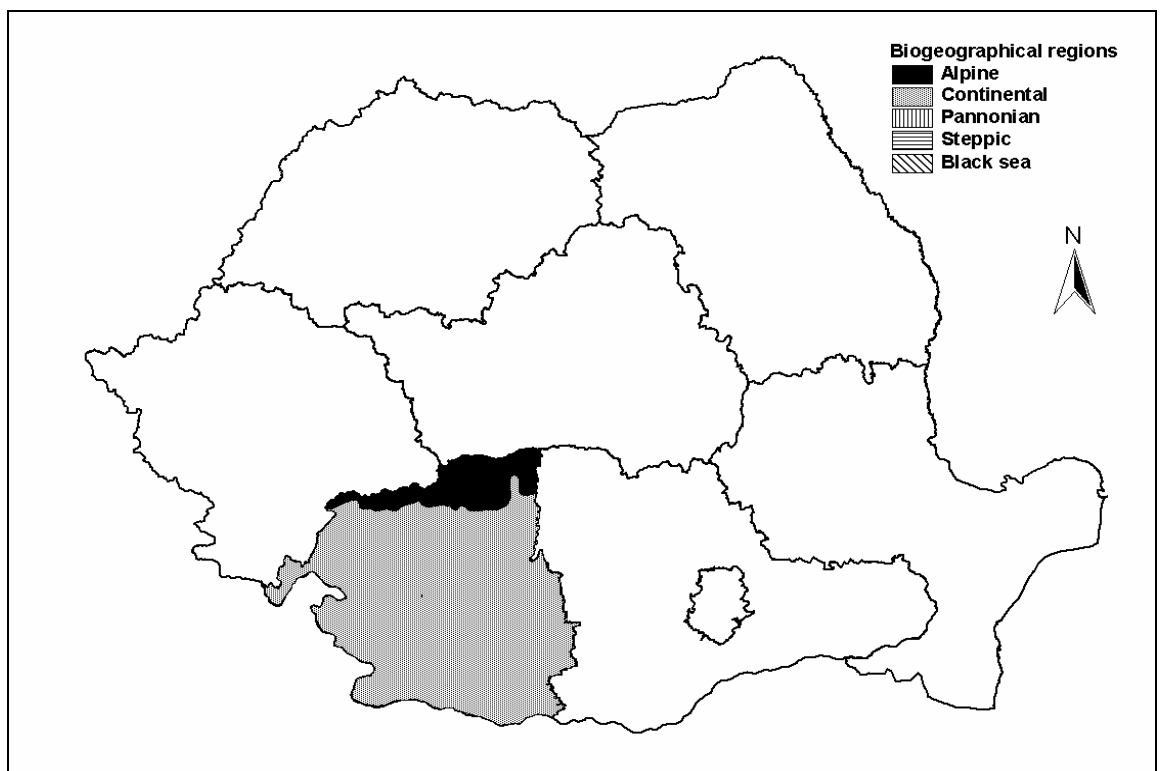 Biogeographical regions
Alpine
Continental
Pannonian
Steppic
Black sea
N